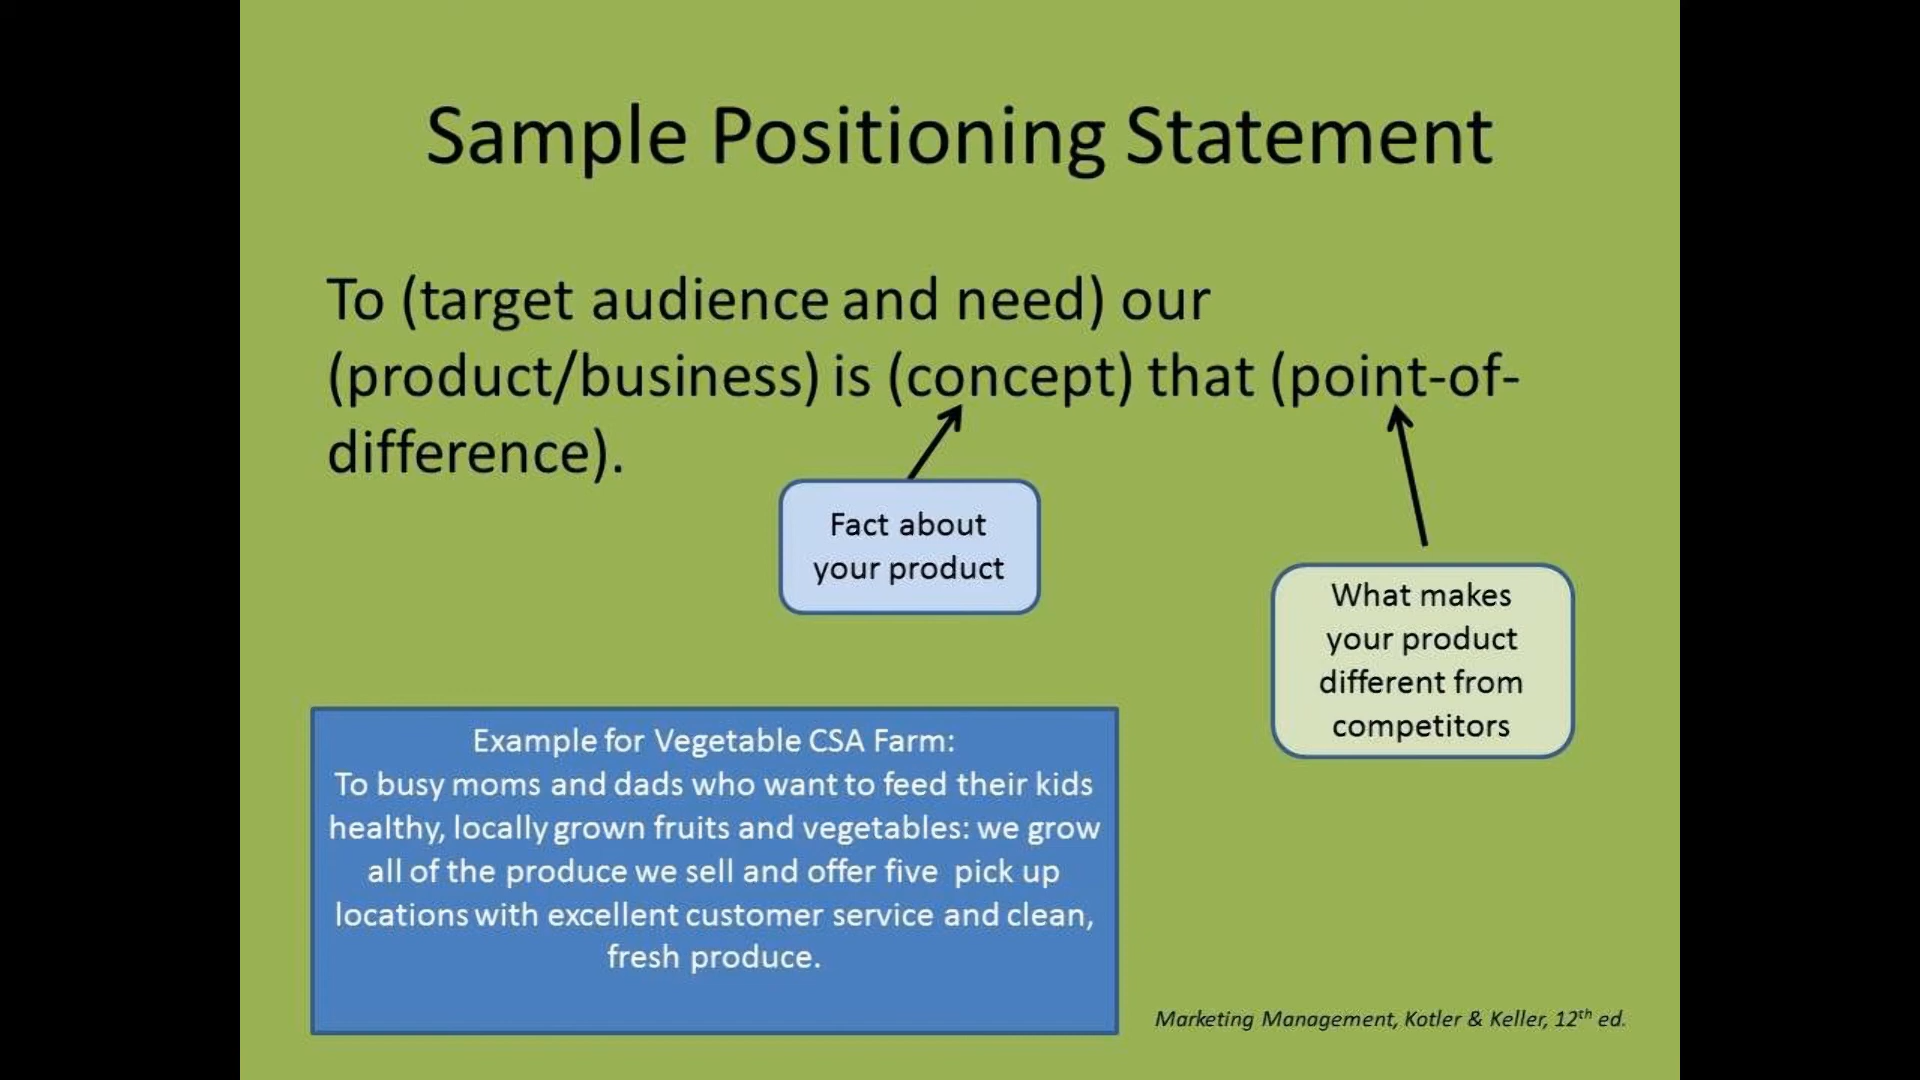 Sample Positioning Statement
To (target audience and need) our
(product/business) is (concept) that (point-of-
difference).
Fact about
your product
What makes
your product
different from
competitors
Example for Vegetable CSA Farm:
To busy moms and dads who want to feed their kids
healthy, locally grown fruits and vegetables: we grow
all of the produce we sell and offer five  pick up
locations with excellent customer service and clean,
fresh produce.
Marketing Management, Kotler & Keller, 12th ed.